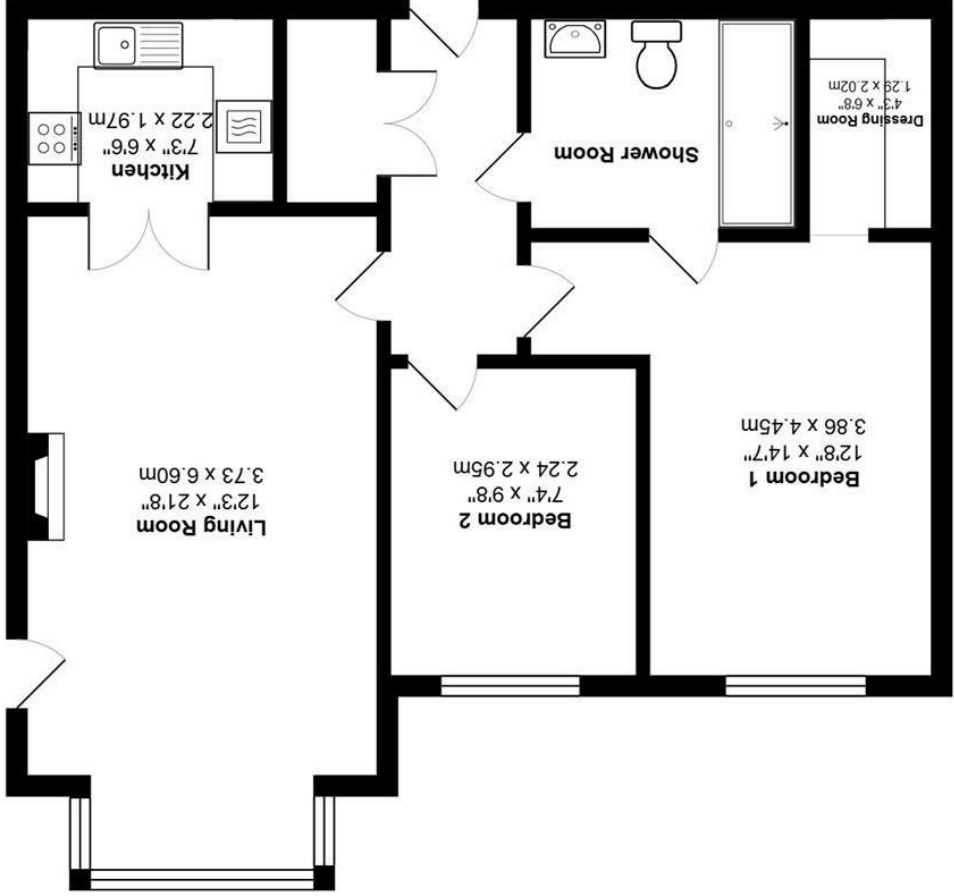 Bedroom 1
12'8" x 14'7"
3.86 x 4.45m
Bedroom 2
7'4" x 9'8"
2.24 x 2.95m
Living Room
12'3" x 21'8"
3.73 x 6.60m
Dressing Room
4'3" x 6'8"
1.29 x 2.02m
Shower Room
Kitchen
7'3" x 6'6"
2.22 x 1.97m